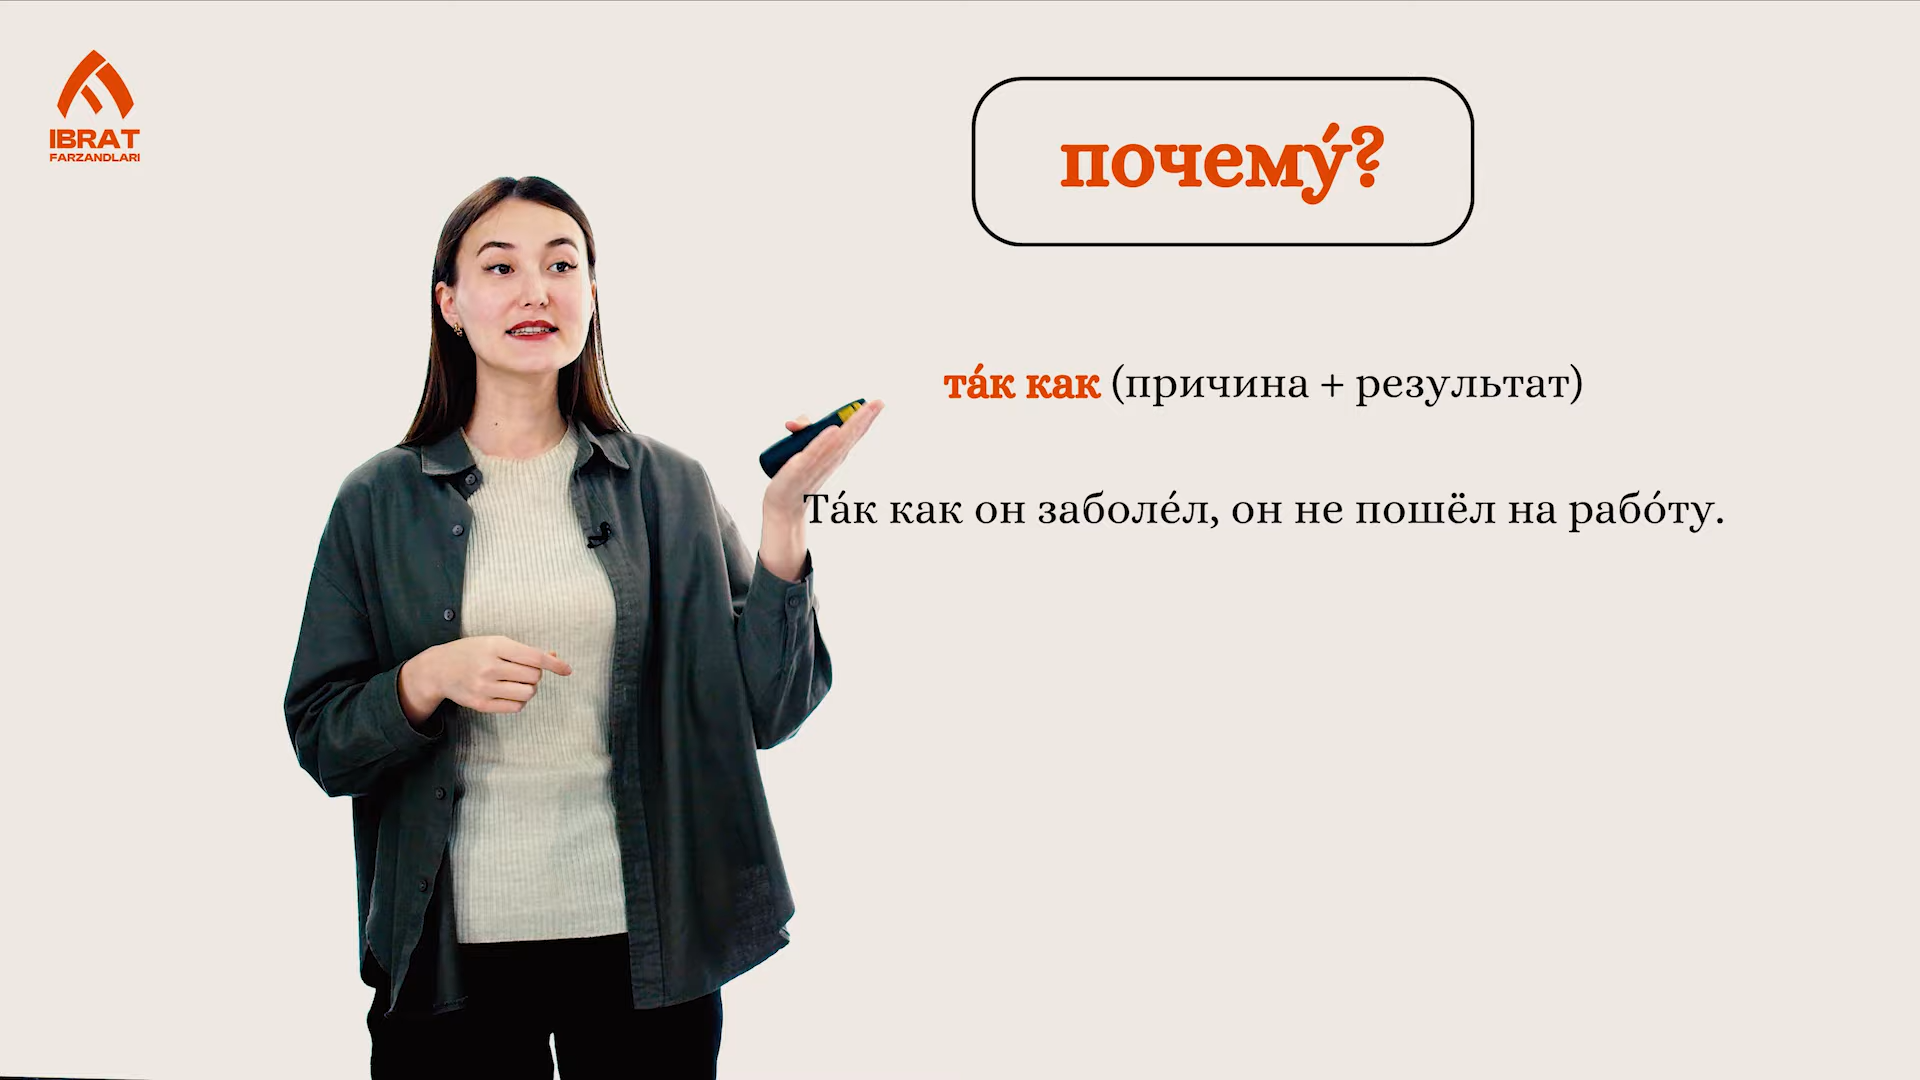 IBRAT
FARZANDLARI
почему́?
та́к как (причина + результат)
Та́к как он заболе́л, он не пошёл на рабо́ту.